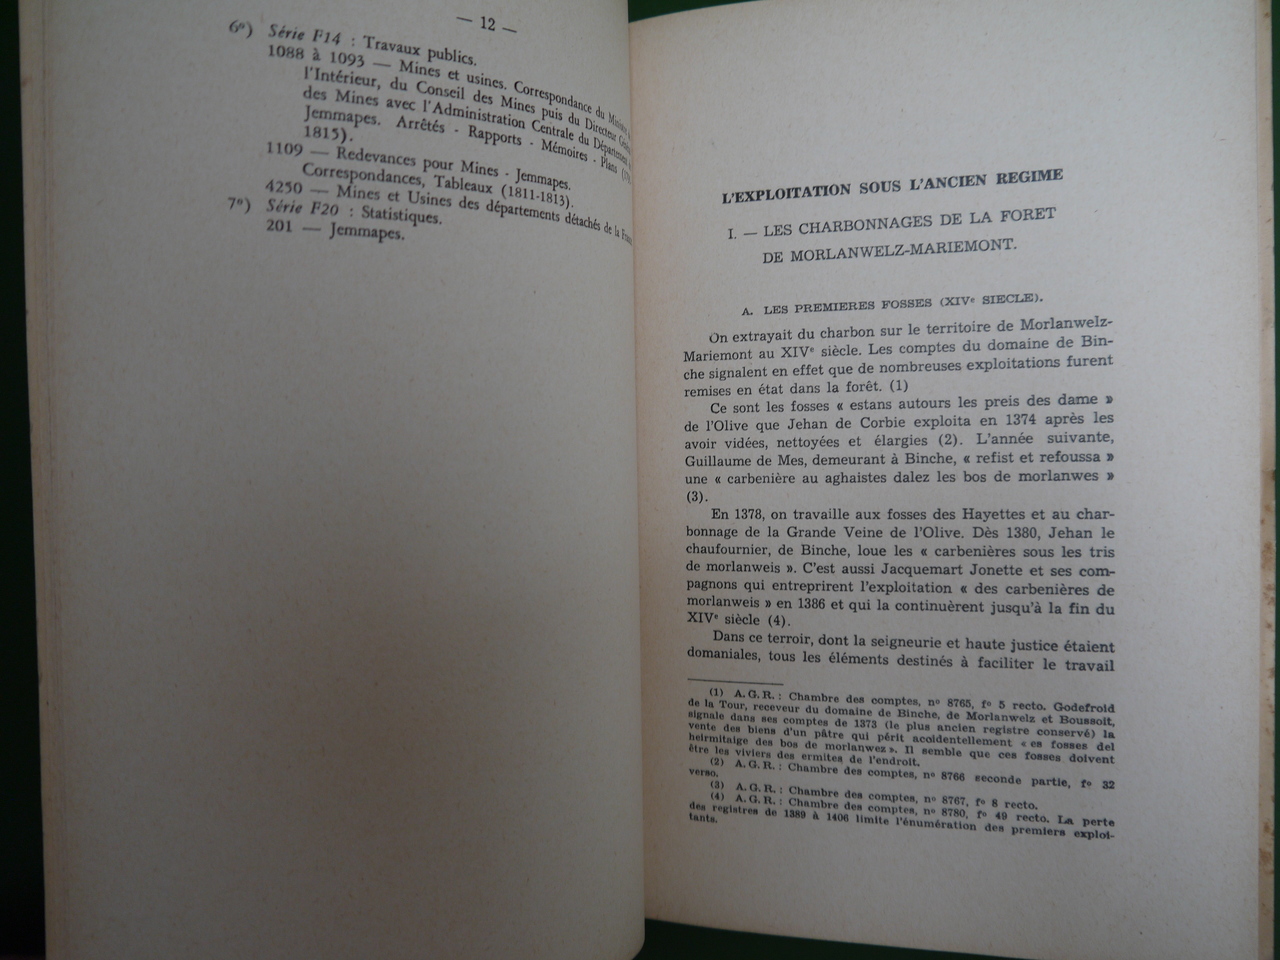 — 12 —
6°) Série F14 : Travaux publics.
1088 à 1093 — Mines et usines. Correspondance du
l'Intérieur, du Conseil des Mines puis du Directeur
des Mines avec l'Administration Centrale du Département
Jemmapes. Arrêtés - Rapports - Mémoires - Plans
1815).
1109 — Redevances pour Mines - Jemmapes.
Correspondances, Tableaux (1811-1813).
4250 — Mines et Usines des départements détachés de la
7°) Série F20 : Statistiques.
201 — Jemmapes.
L'EXPLOITATION SOUS L'ANCIEN REGIME
I. — LES CHARBONNAGES DE LA FORET
DE MORLANWELZ-MARIEMONT.
A. LES PREMIERES FOSSES (XIVe SIECLE).
On extrayait du charbon sur le territoire de Morlanwelz-
Mariemont au XIVe siècle. Les comptes du domaine de Bin-
che signalent en effet que de nombreuses exploitations furent
remises en état dans la forêt. (1)
Ce sont les fosses « estans autours les preis des dame »
de l'Olive que Jehan de Corbie exploita en 1374 après les
avoir vidées, nettoyées et élargies (2). L'année suivante,
Guillaume de Mes, demeurant à Binche, « refist et refoussa »
une « carbenière au aghaistes dalez les bos de morlanwes »
(3).
En 1378, on travaille aux fosses des Hayettes et au char-
bonnage de la Grande Veine de l'Olive. Dès 1380, Jehan le
chaufournier, de Binche, loue les « carbenières sous les tris
de morlanweis ». C'est aussi Jacquemart Jonette et ses com-
pagnons qui entreprirent l'exploitation « des carbenières de
morlanweis » en 1386 et qui la continuèrent jusqu'à la fin du
XIVe siècle (4).
Dans ce terroir, dont la seigneurie et haute justice étaient
domaniales, tous les éléments destinés à faciliter le travail
(1) A.G.R. : Chambre des comptes, n° 8765, f° 5 recto. Godefroid
de la Tour, receveur du domaine de Binche, de Morlanwelz et Boussoit,
signale dans ses comptes de 1373 (le plus ancien registre conservé) la
vente des biens d'un pâtre qui périt accidentellement « es fosses del
heirmitaige des bos de morlanwez ». Il semble que ces fosses doivent
être les viviers des ermites de l'endroit.
(2) A.G.R. : Chambre des comptes, n° 8766 seconde partie, f° 32
verso.
(3) A.G.R. : Chambre des comptes, n° 8767, f° 8 recto.
(4) A.G.R. : Chambre des comptes, n° 8780, f° 49 recto. La perte
des registres de 1389 à 1406 limite l'énumération des premiers exploi-
tants.